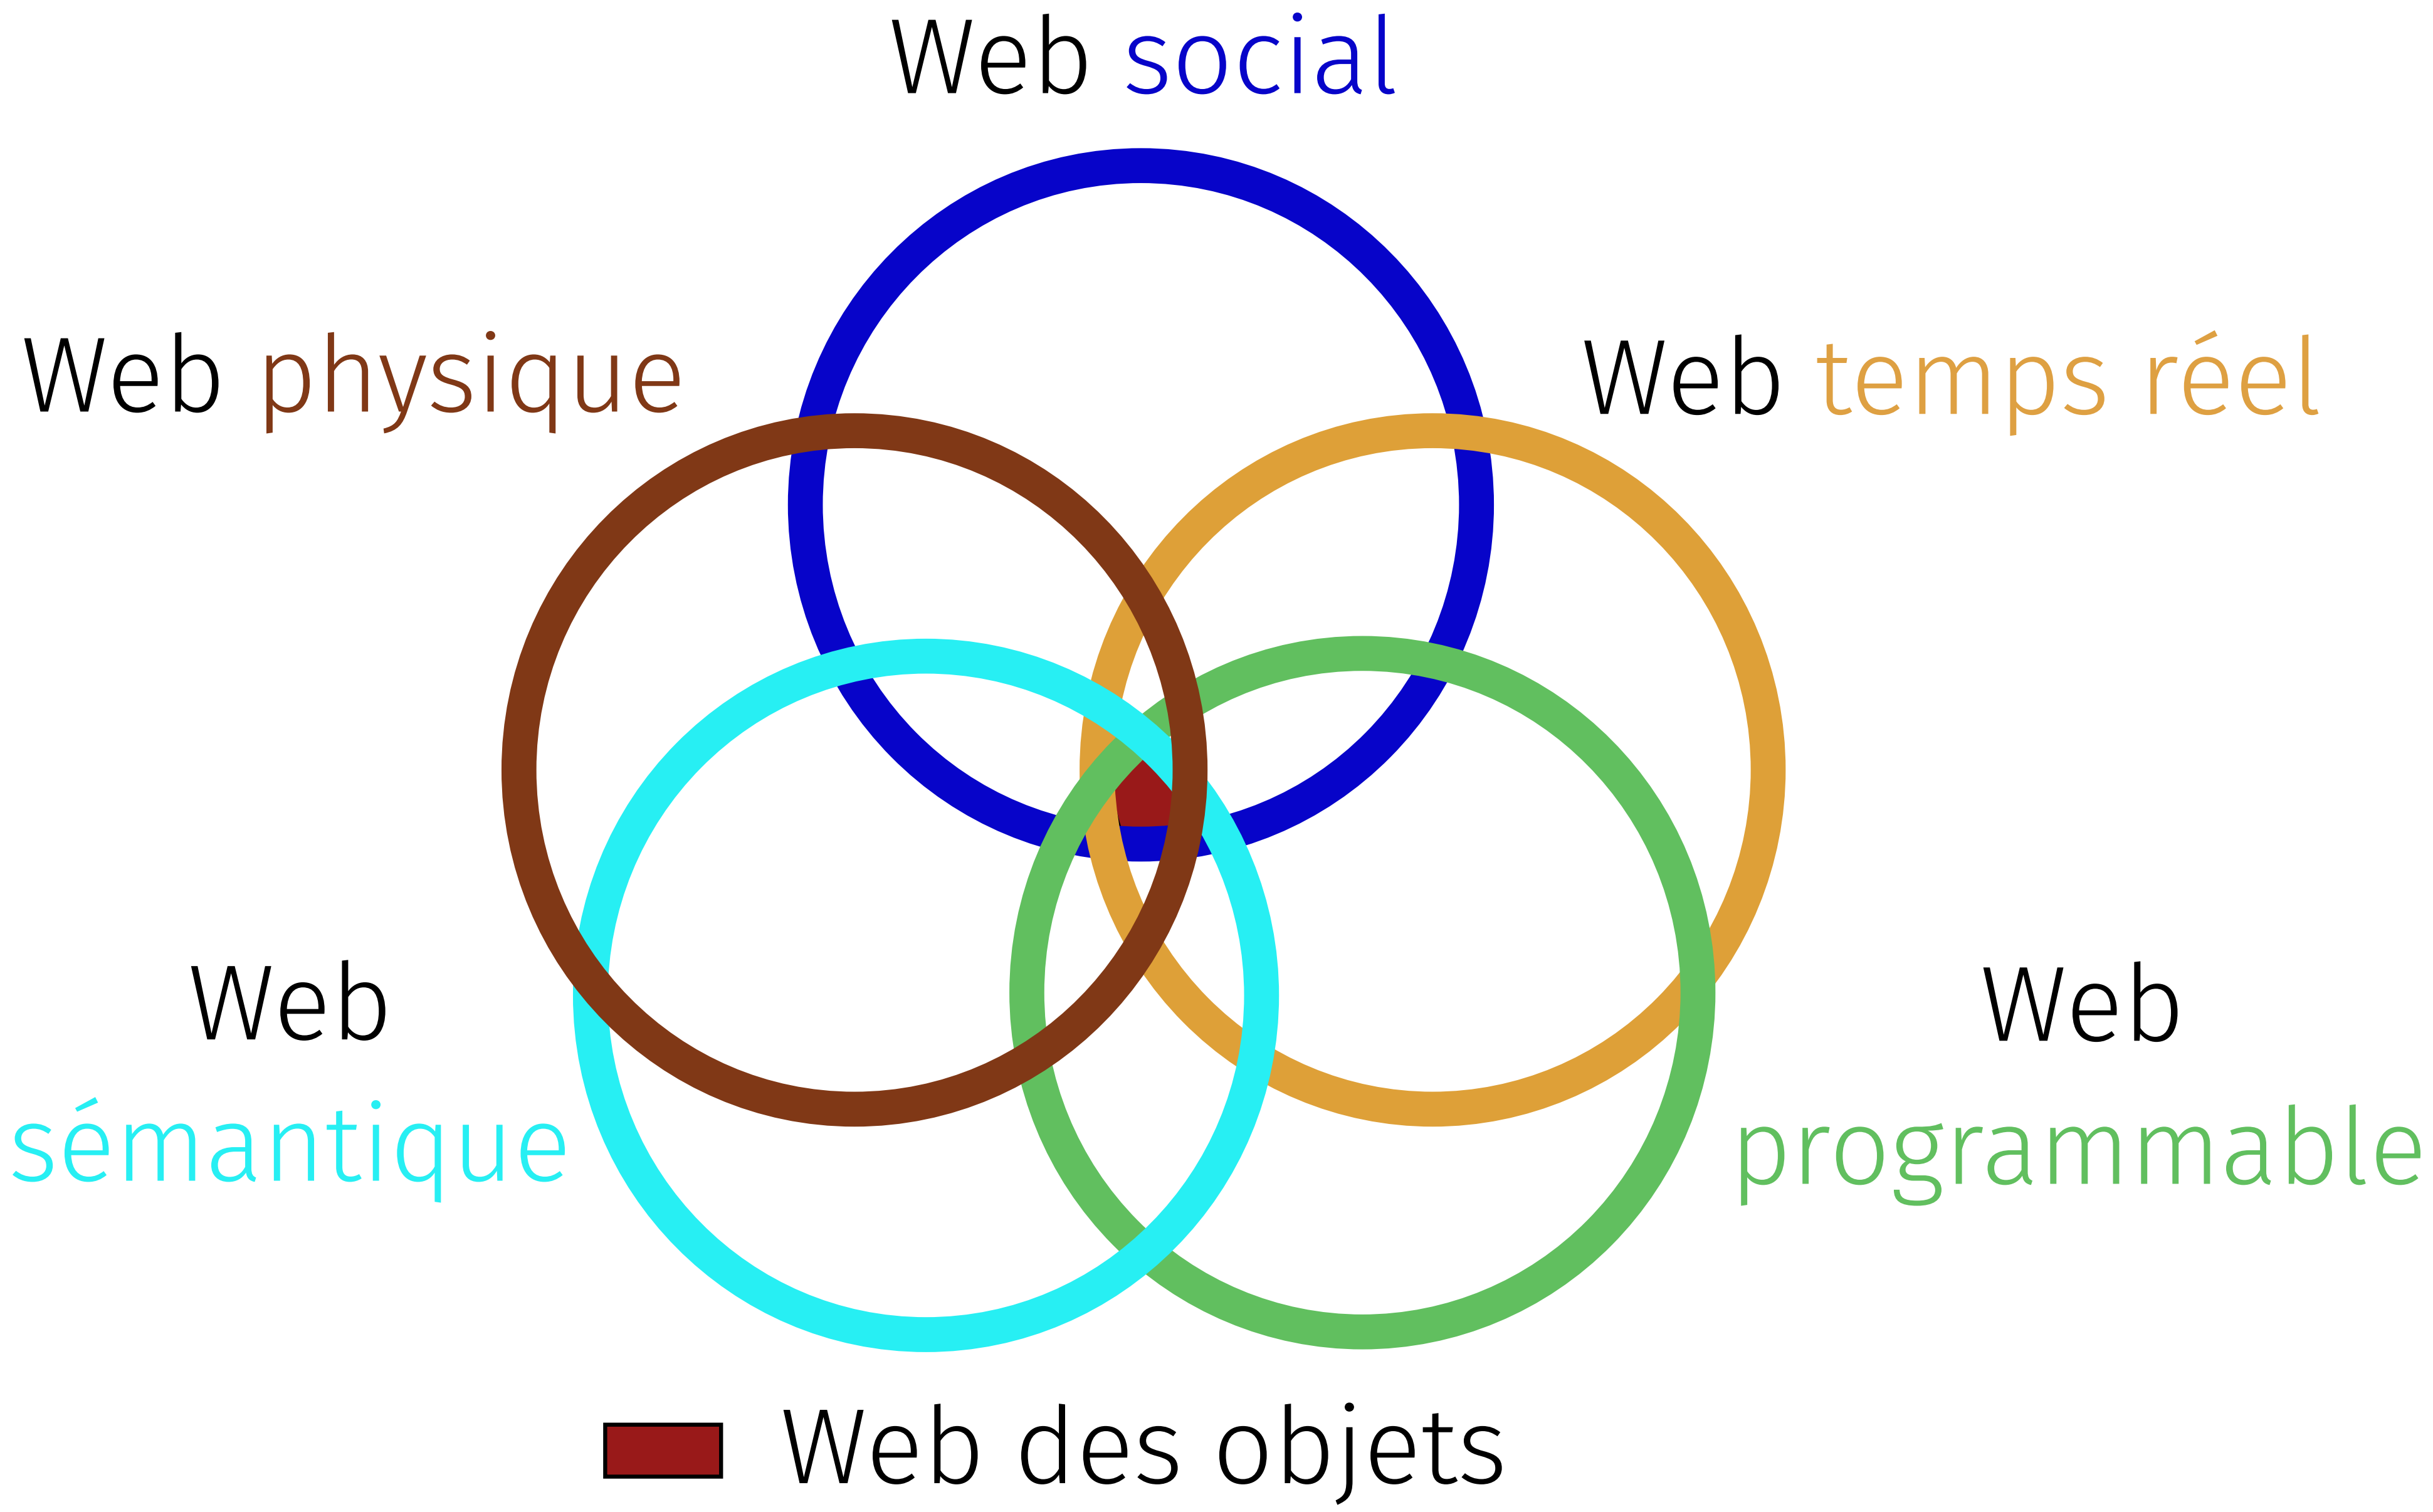 Web social
Web physique
Web temps réel
Web
sémantique
Web
programmable
Web des objets